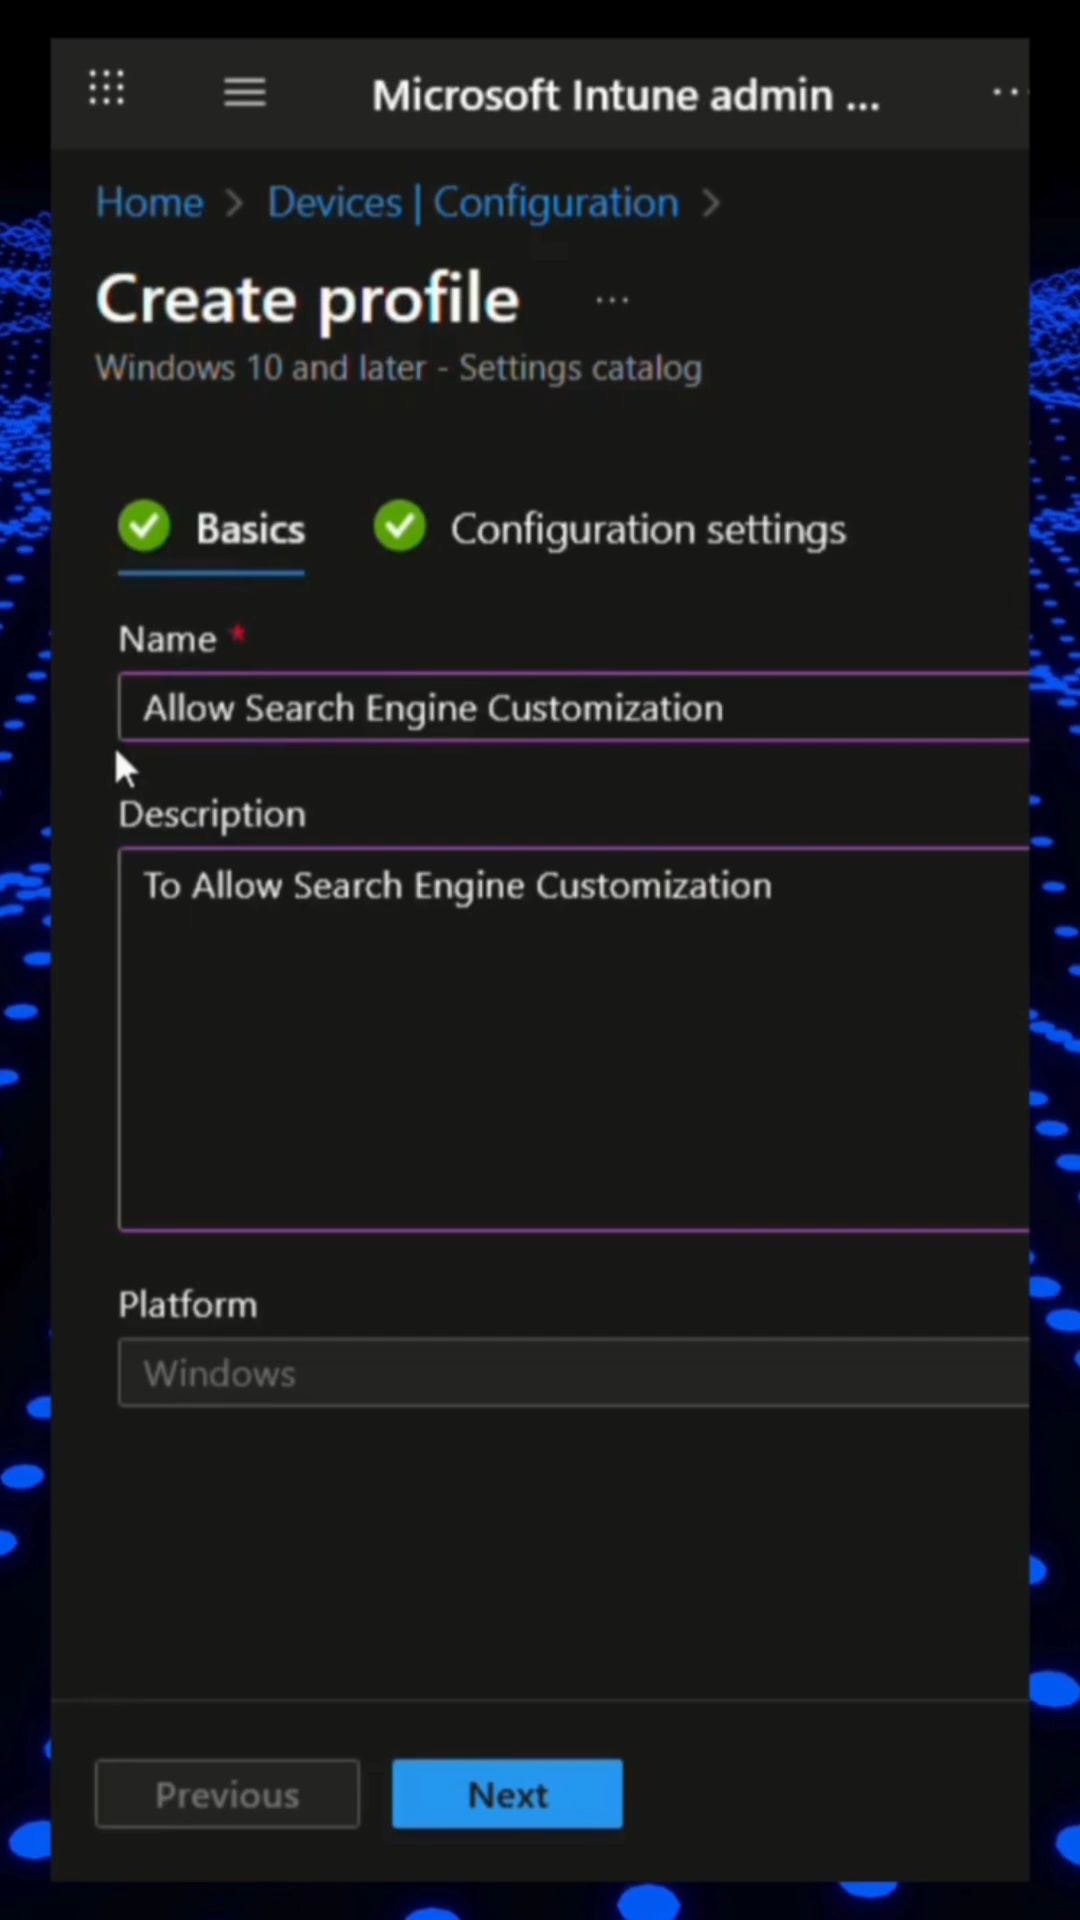 Microsoft Intune admin ...
Home > Devices | Configuration >
Create profile ...
Windows 10 and later - Settings catalog
Basics
Configuration settings
Name *
Allow Search Engine Customization
Description
To Allow Search Engine Customization
Platform
Windows
Previous
Next